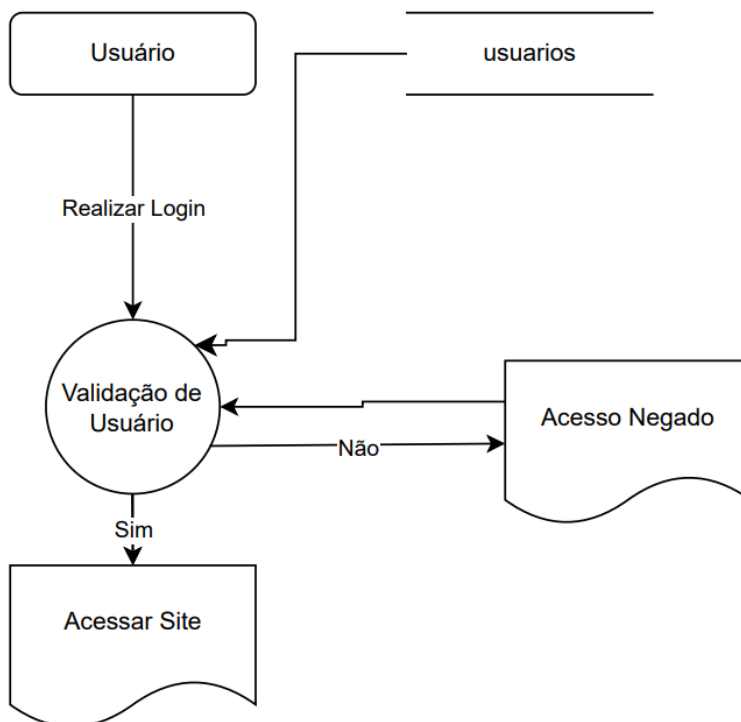 Usuário
usuarios
Realizar Login
Validação de
Usuário
Acesso Negado
Não
Sim
Acessar Site